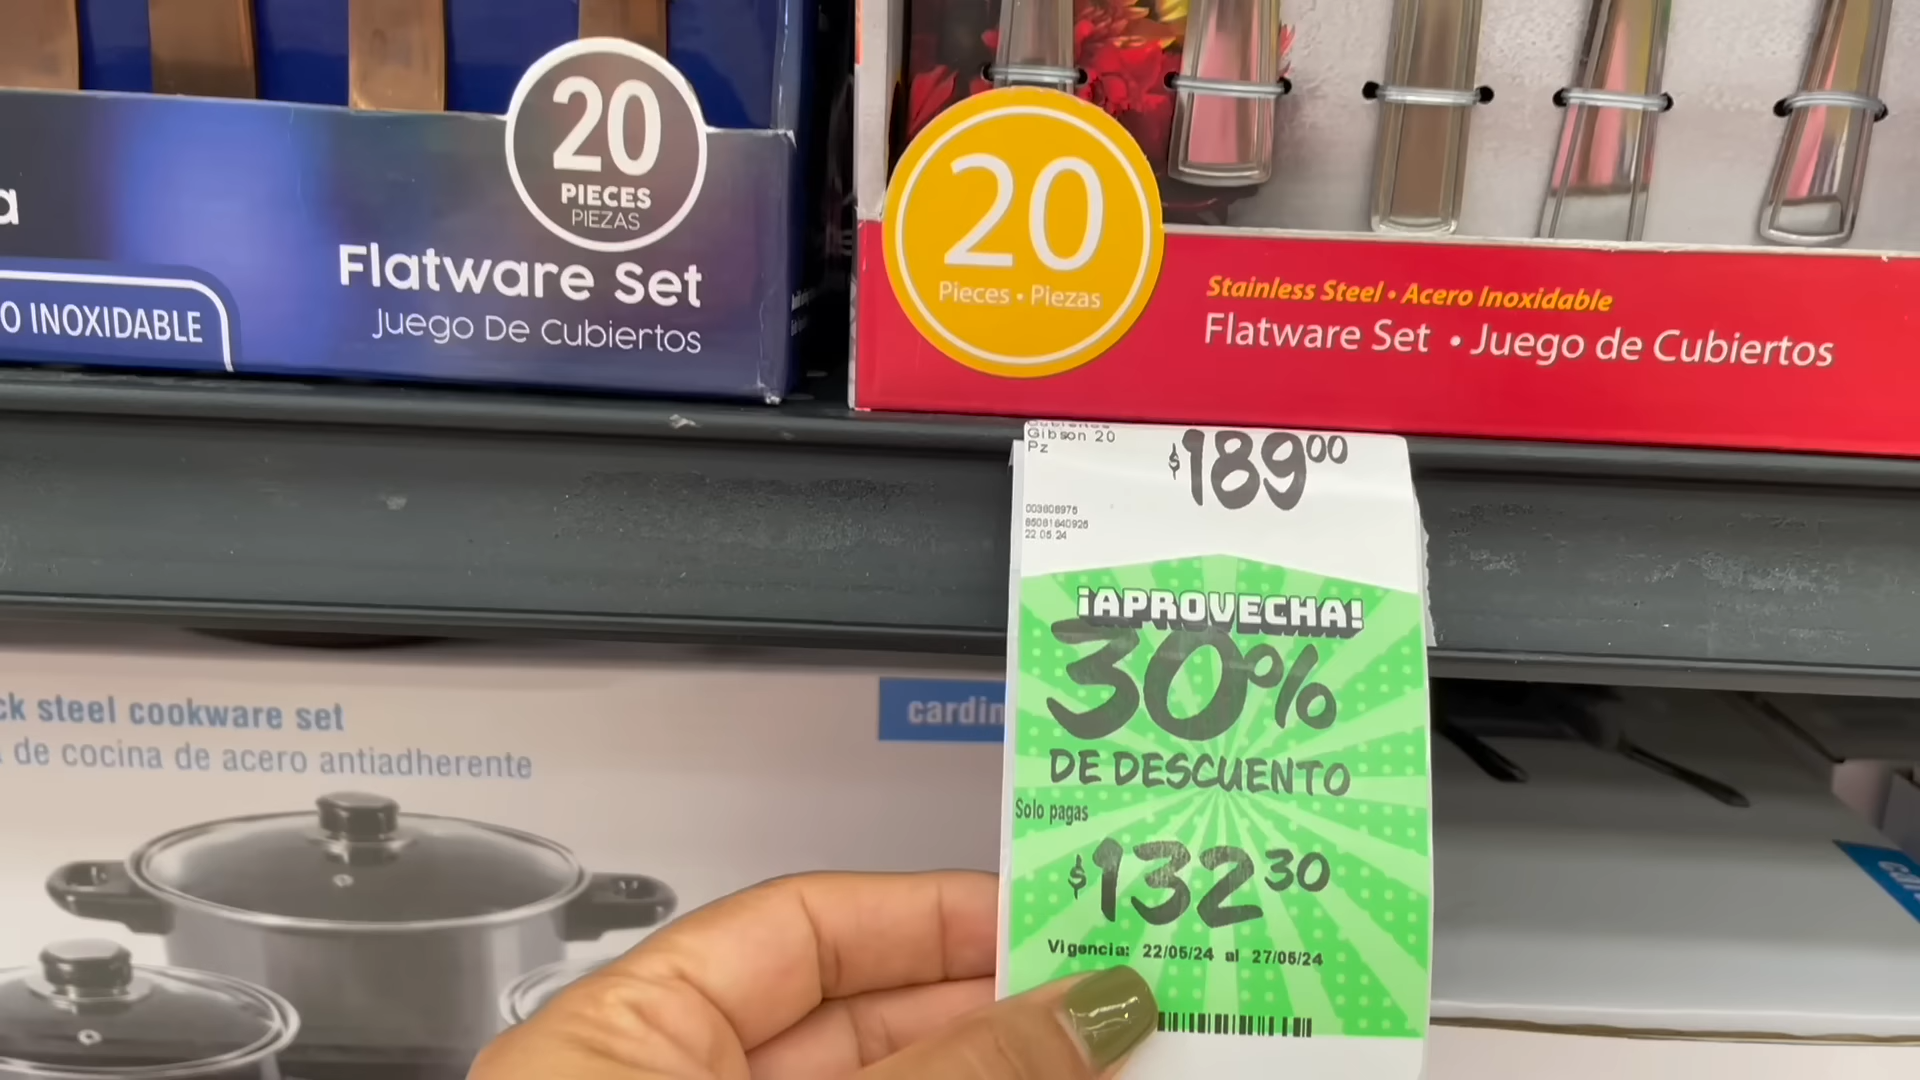 20
PIECES
PIEZAS
Flatware Set
Juego De Cubiertos
O INOXIDABLE
a
20
Pieces • Piezas
Stainless Steel • Acero Inoxidable
Flatware Set • Juego de Cubiertos
Gibson 20
Pz
$189.00
003808975
22.05.24
¡APROVECHA!
30%
DE DESCUENTO
Solo pagas
$132.30
Vigencia: 22/05/24 al 27/05/24
ck steel cookware set
de cocina de acero antiadherente
cardin